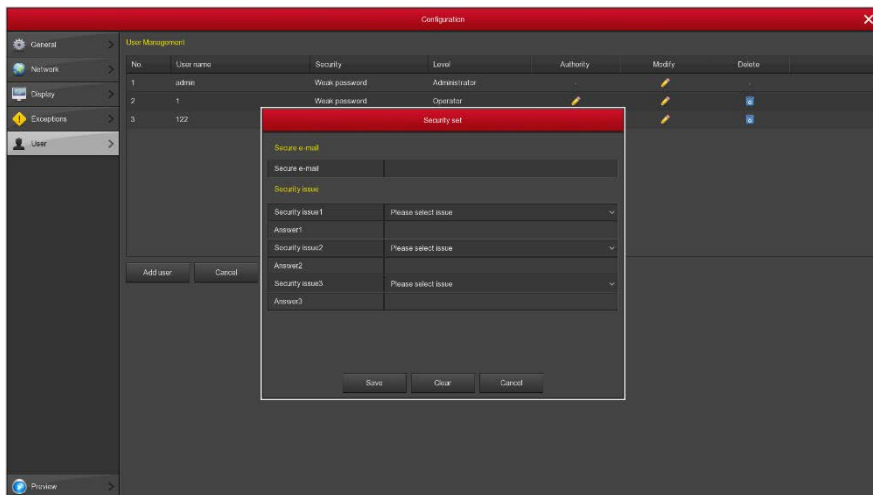 Configuration
General
Network
Display
Exceptions
User
Preview
User Management
No. User name Security Level Authority Modify Delete
1 admin Weak password Administrator - -
2 1 Weak password Operator
3 122
Security set
Secure e-mail
Secure e-mail
Security issue
Security issue1 Please select issue
Answer1
Security issue2 Please select issue
Answer2
Security issue3 Please select issue
Answer3
Save Clear Cancel
Add user Cancel